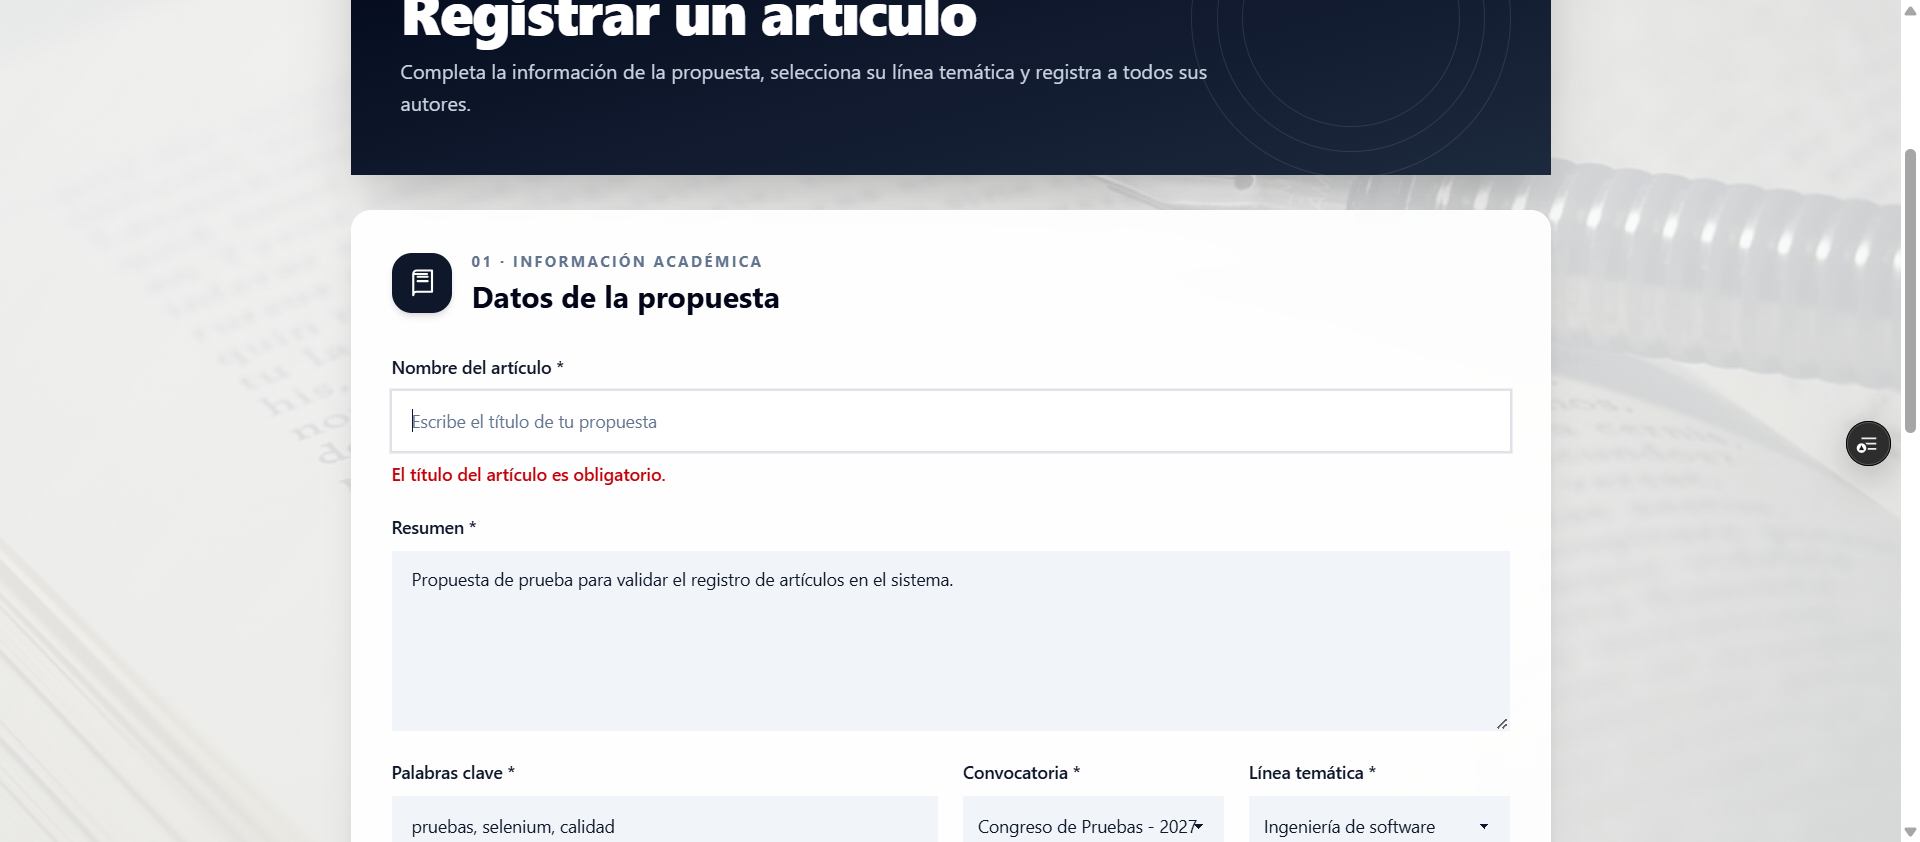 Registrar un artículo
Completa la información de la propuesta, selecciona su línea temática y registra a todos sus
autores.
01 · INFORMACIÓN ACADÉMICA
Datos de la propuesta
Nombre del artículo *
Escribe el título de tu propuesta
El título del artículo es obligatorio.
Resumen *
Propuesta de prueba para validar el registro de artículos en el sistema.
Palabras clave *
Convocatoria *
Línea temática *
pruebas, selenium, calidad
Congreso de Pruebas - 2027
Ingeniería de software